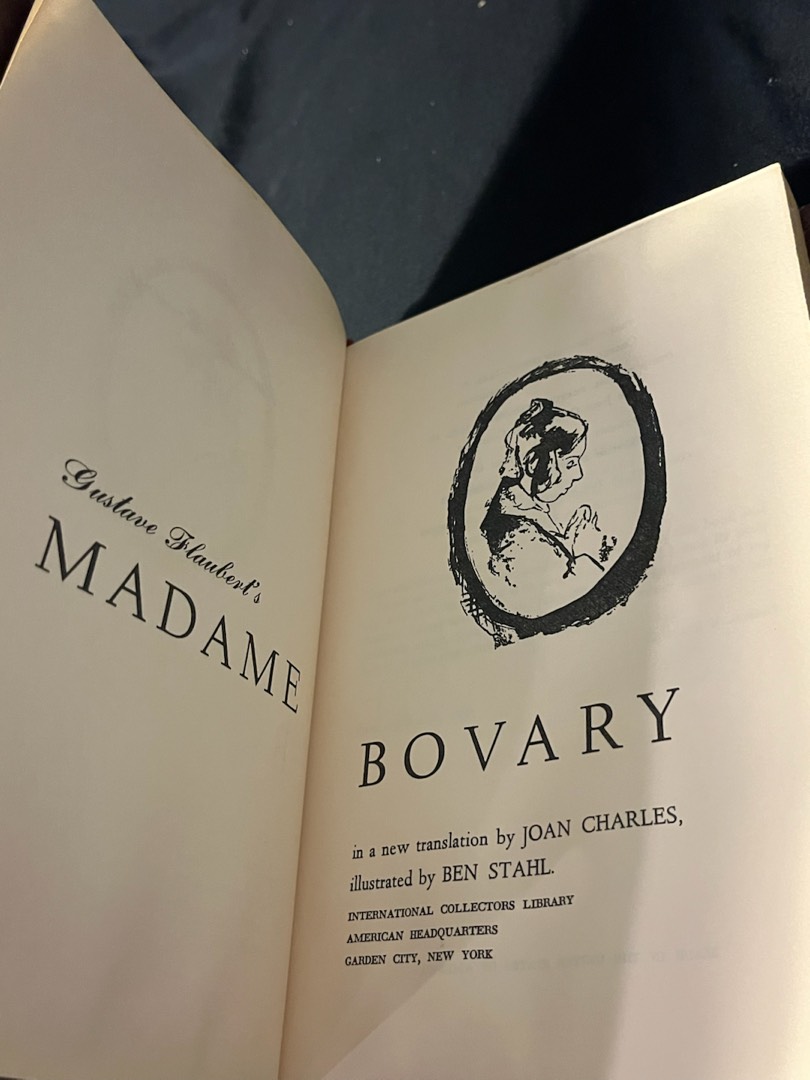 Gustave Flaubert's
MADAME
BOVARY
in a new translation by JOAN CHARLES,
illustrated by BEN STAHL.
INTERNATIONAL COLLECTORS LIBRARY
AMERICAN HEADQUARTERS
GARDEN CITY, NEW YORK